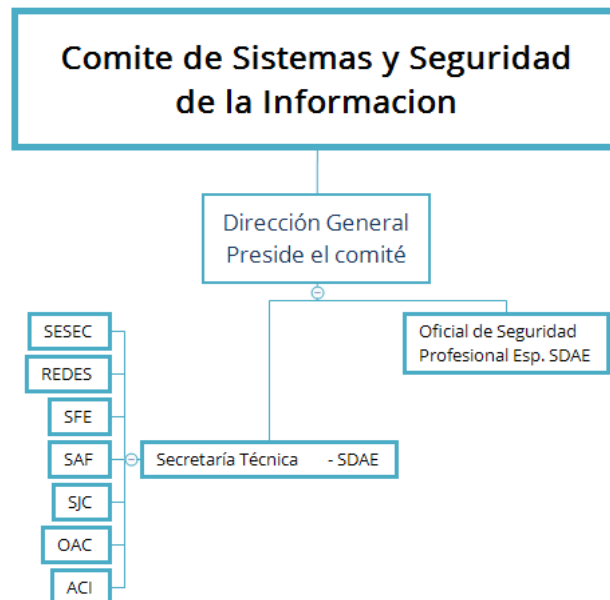 Comite de Sistemas y Seguridad
de la Informacion
Dirección General
Preside el comité
Oficial de Seguridad
Profesional Esp. SDAE
Secretaría Técnica - SDAE
SESEC
REDES
SFE
SAF
SJC
OAC
ACI